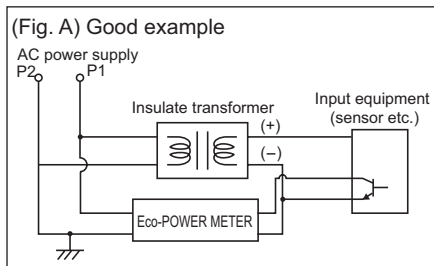 (Fig. A) Good example
AC power supply
P2 P1
Insulate transformer
Input equipment
(sensor etc.)
(+)
(−)
Eco-POWER METER